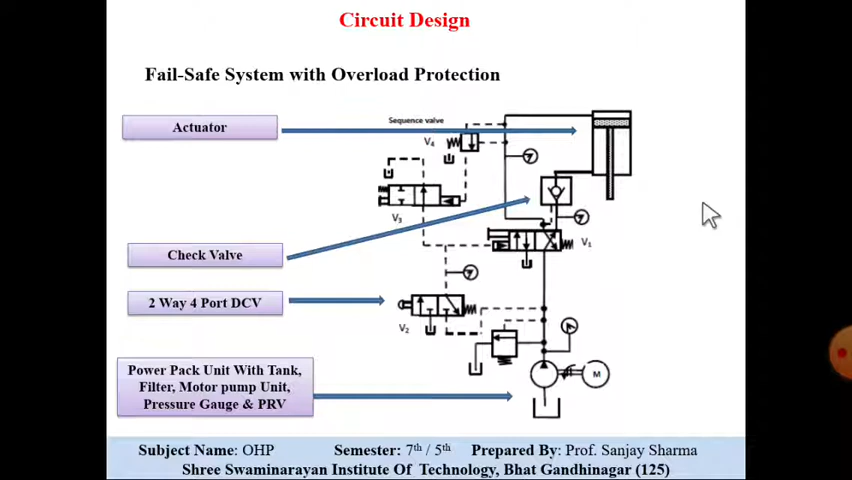 Circuit Design
Fail-Safe System with Overload Protection
Actuator
Sequence valve
V4
V3
Check Valve
V1
2 Way 4 Port DCV
V2
Power Pack Unit With Tank,
Filter, Motor pump Unit,
Pressure Gauge & PRV
M
Subject Name: OHP Semester: 7th / 5th Prepared By: Prof. Sanjay Sharma
Shree Swaminarayan Institute Of Technology, Bhat Gandhinagar (125)